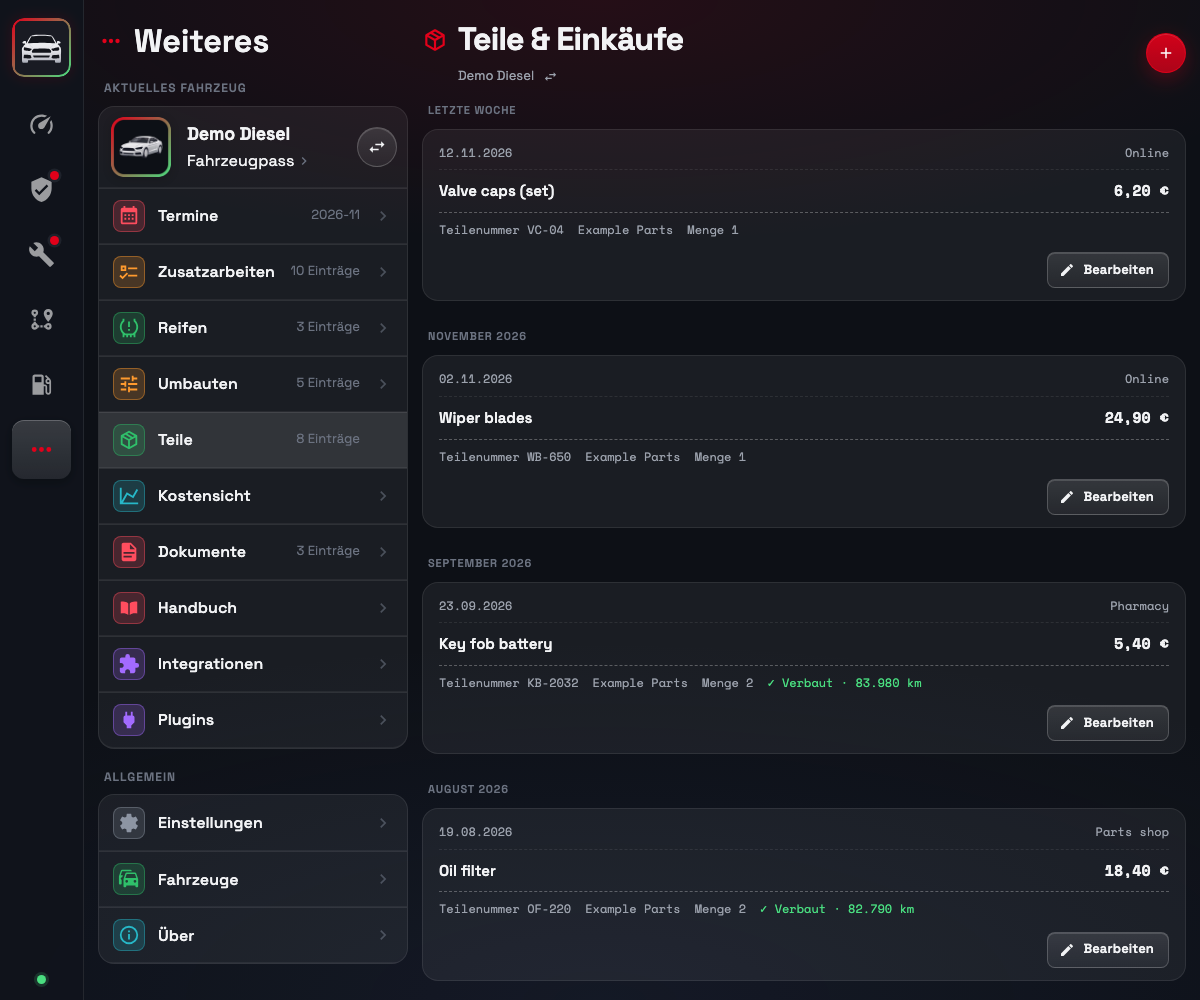 Weiteres
AKTUELLES FAHRZEUG
Demo Diesel
Fahrzeugpass
Termine 2026-11
Zusatzarbeiten 10 Einträge
Reifen 3 Einträge
Umbauten 5 Einträge
Teile 8 Einträge
Kostensicht
Dokumente 3 Einträge
Handbuch
Integrationen
Plugins
ALLGEMEIN
Einstellungen
Fahrzeuge
Über
Teile & Einkäufe
Demo Diesel
LETZTE WOCHE
12.11.2026 Online
Valve caps (set) 6,20 €
Teilenummer VC-04 Example Parts Menge 1
Bearbeiten
NOVEMBER 2026
02.11.2026 Online
Wiper blades 24,90 €
Teilenummer WB-650 Example Parts Menge 1
Bearbeiten
SEPTEMBER 2026
23.09.2026 Pharmacy
Key fob battery 5,40 €
Teilenummer KB-2032 Example Parts Menge 2 ✓ Verbaut · 83.980 km
Bearbeiten
AUGUST 2026
19.08.2026 Parts shop
Oil filter 18,40 €
Teilenummer OF-220 Example Parts Menge 2 ✓ Verbaut · 82.790 km
Bearbeiten